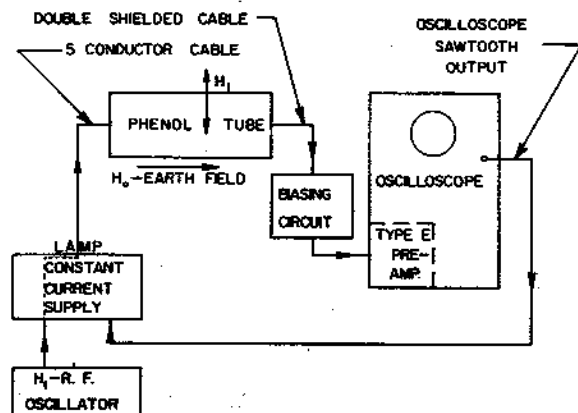 DOUBLE SHIELDED CABLE
5 CONDUCTOR CABLE
OSCILLOSCOPE
SAWTOOTH
OUTPUT
H₁
PHENOL TUBE
H₀-EARTH FIELD
BIASING
CIRCUIT
OSCILLOSCOPE
TYPE E
PRE-
AMP.
LAMP
CONSTANT
CURRENT
SUPPLY
H₁-R. F.
OSCILLATOR